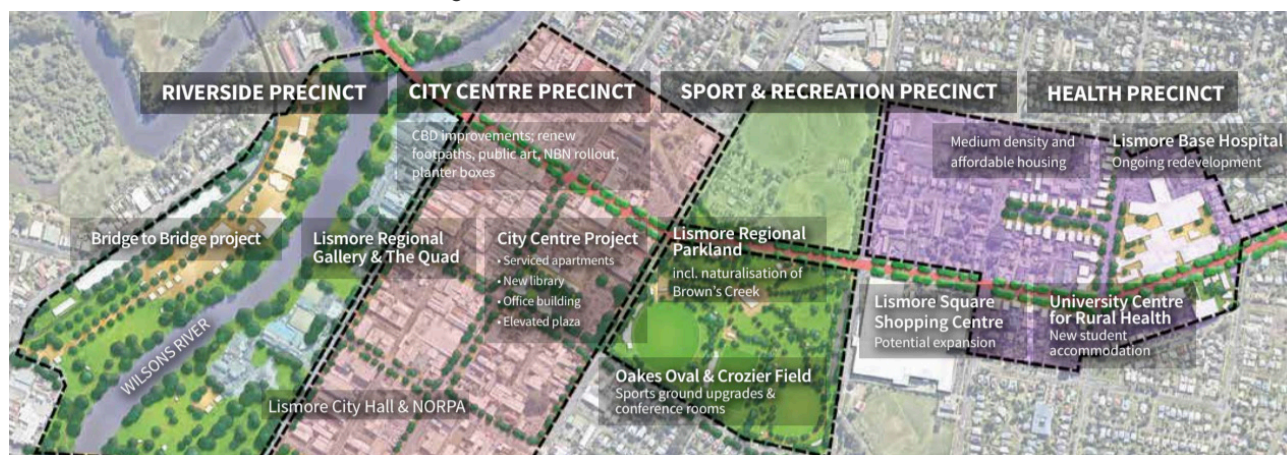 RIVERSIDE PRECINCT
CITY CENTRE PRECINCT
SPORT & RECREATION PRECINCT
HEALTH PRECINCT
CBD improvements; renew
footpaths, public art, NBN rollout,
planter boxes
Medium density and
affordable housing
Lismore Base Hospital
Ongoing redevelopment
Bridge to Bridge project
Lismore Regional
Gallery & The Quad
City Centre Project
• Serviced apartments
• New library
• Office building
• Elevated plaza
Lismore Regional
Parkland
incl. naturalisation of
Brown's Creek
Lismore Square
Shopping Centre
Potential expansion
University Centre
for Rural Health
New student
accommodation
WILSONS RIVER
Oakes Oval & Crozier Field
Sports ground upgrades &
conference rooms
Lismore City Hall & NORPA